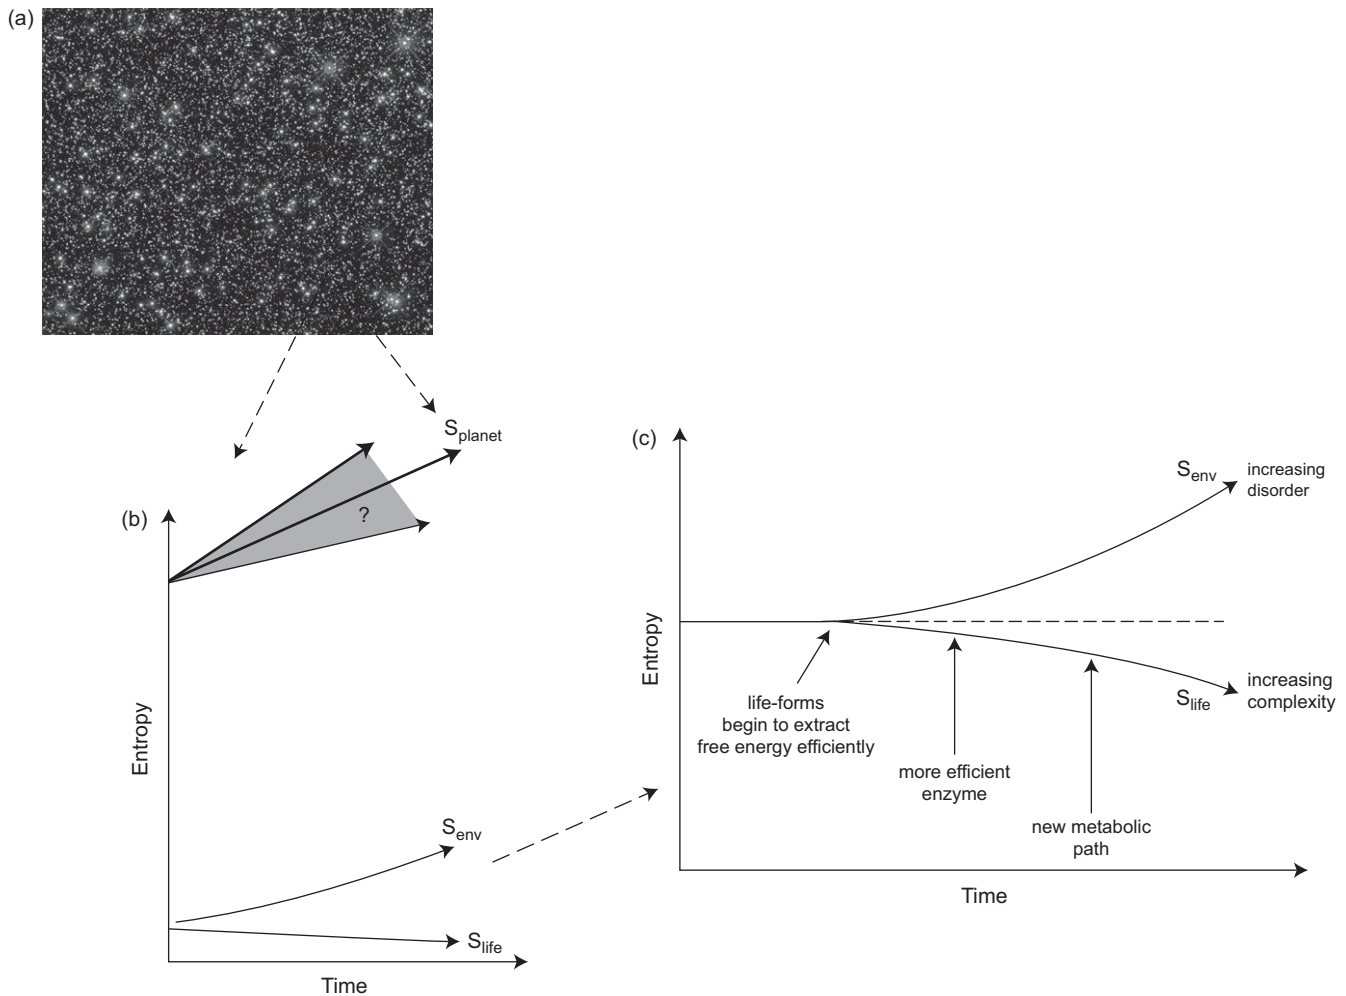 (a)
S_planet
?
(b)
Entropy
S_env
S_life
Time
(c)
Entropy
S_env
increasing
disorder
life-forms
begin to extract
free energy efficiently
more efficient
enzyme
new metabolic
path
S_life
increasing
complexity
Time